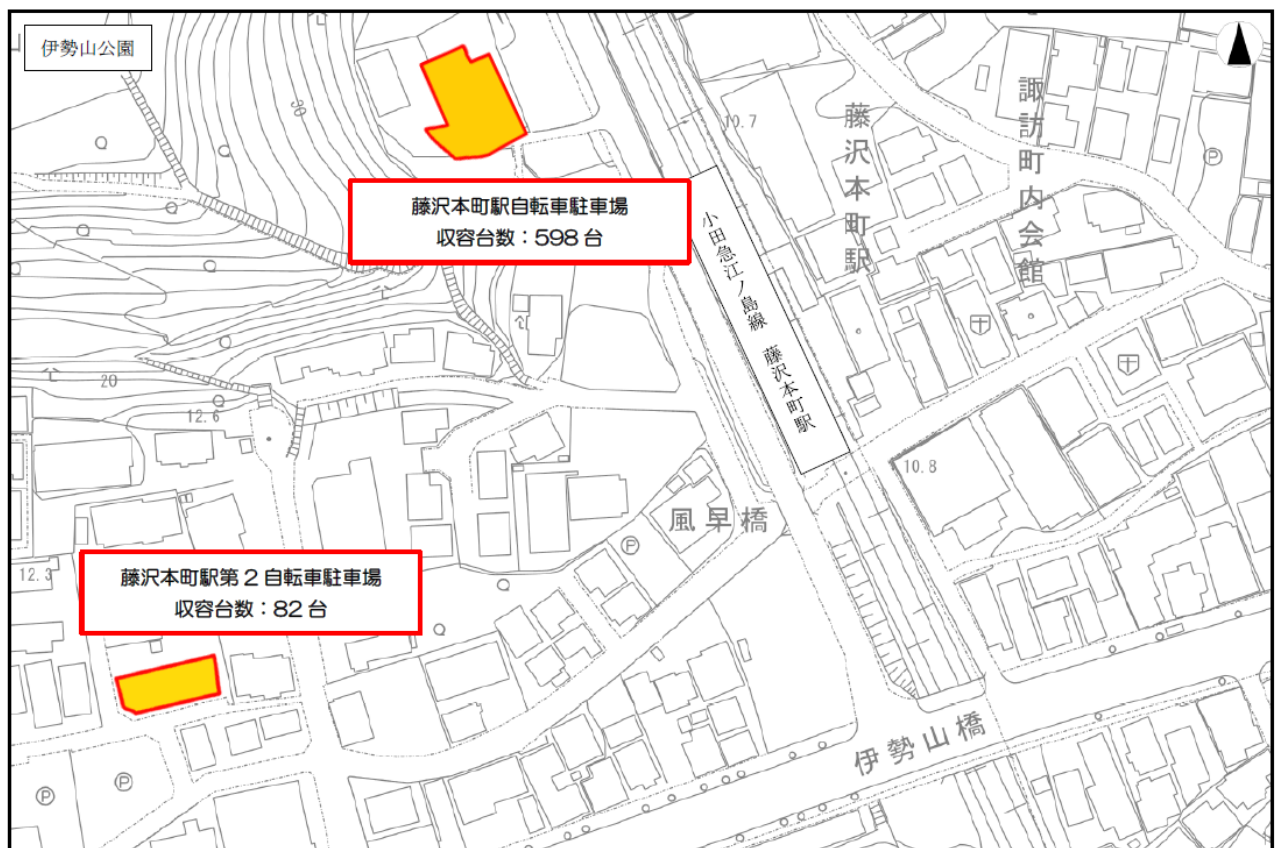 伊勢山公園
30
10.7
藤沢本町駅
諏訪町内会館
P
藤沢本町駅自転車駐車場
収容台数：598 台
小田急江ノ島線 藤沢本町駅
20
12.6
10.8
風早橋
P
12.3
藤沢本町駅第 2 自転車駐車場
収容台数：82 台
伊勢山橋
P
P